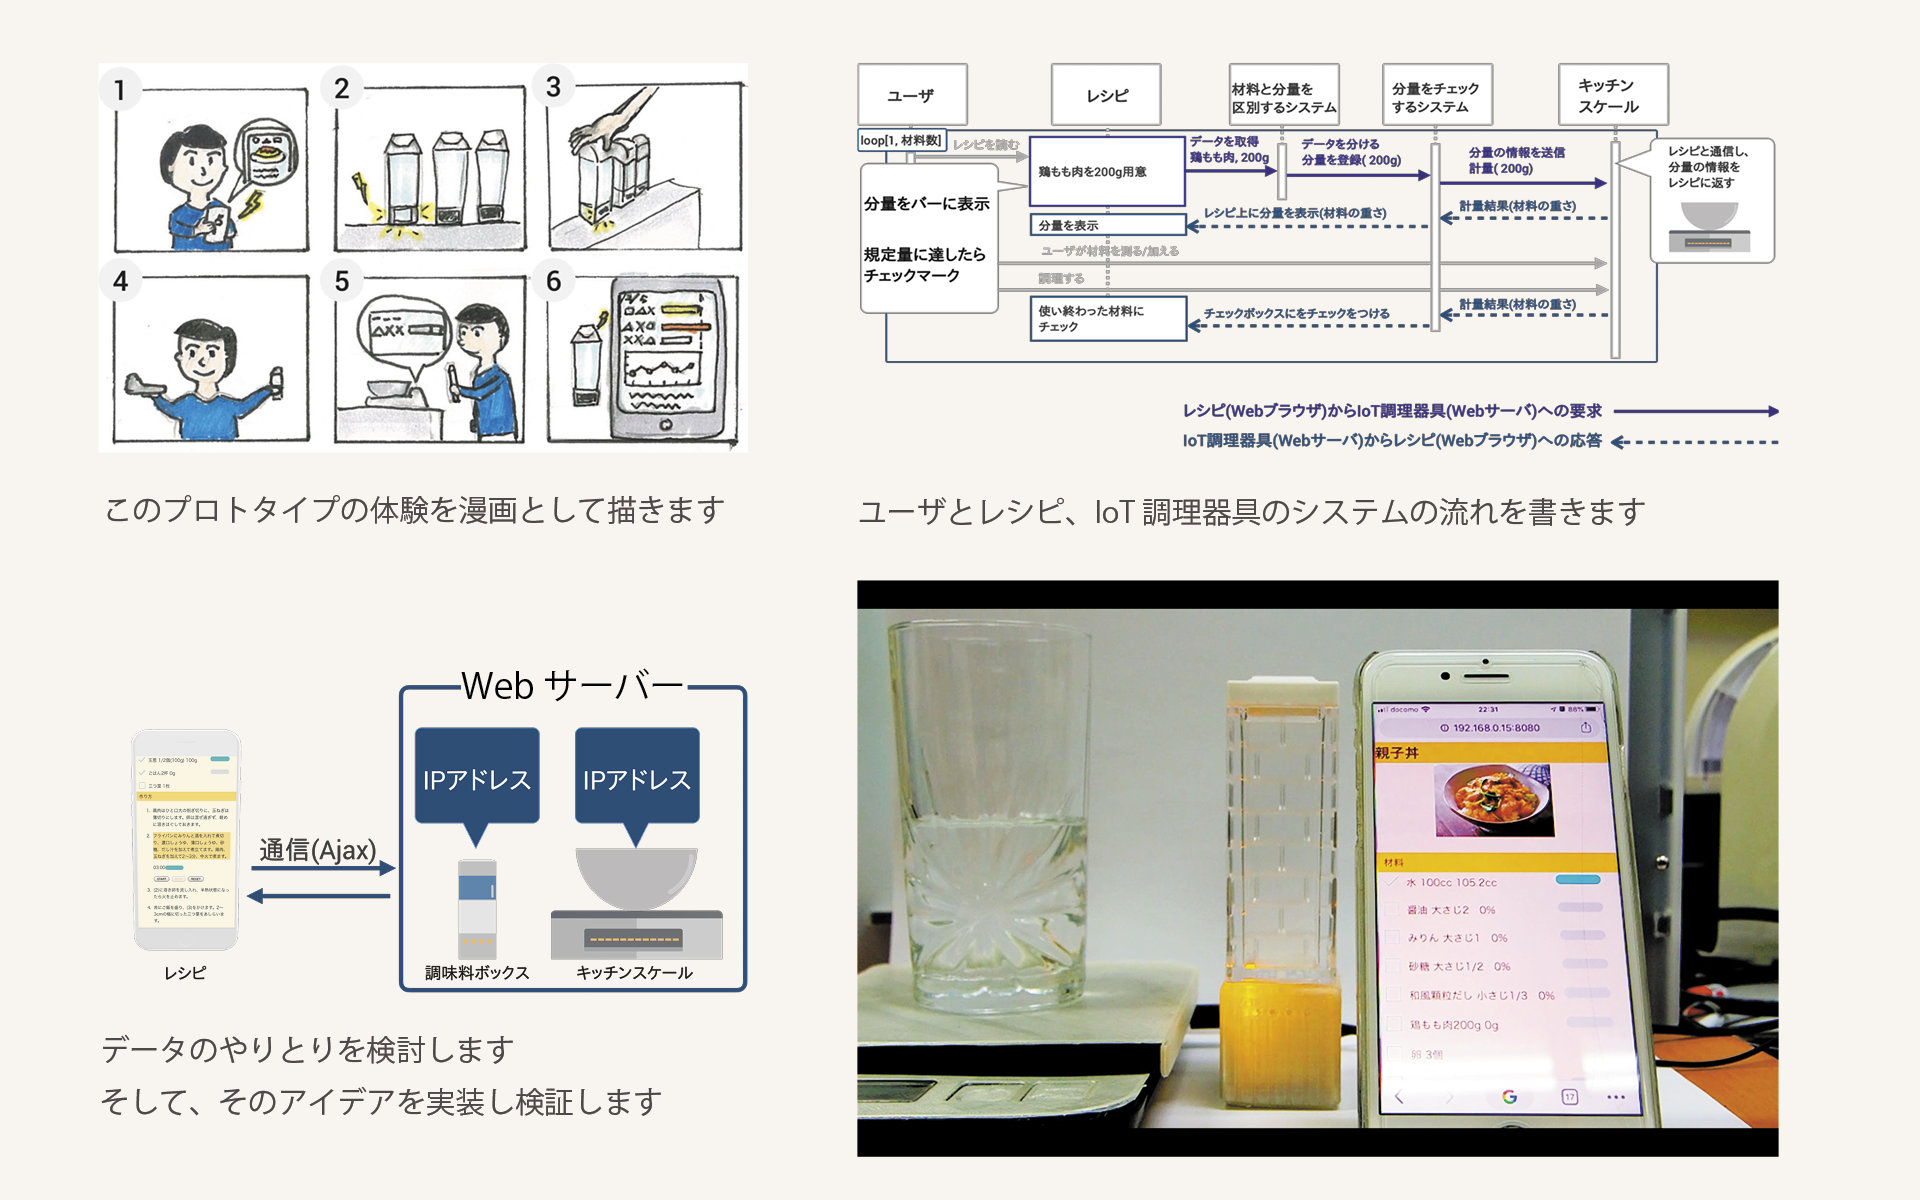 1
2
3
4
5
6
このプロトタイプの体験を漫画として描きます
ユーザ
レシピ
材料と分量を
区別するシステム
分量をチェック
するシステム
キッチン
スケール
loop[1, 材料数]
レシピを読む
分量をバーに表示
規定量に達したら
チェックマーク
鶏もも肉を200g用意
データを取得
鶏もも肉, 200g
データを分ける
分量を登録( 200g)
分量の情報を送信
計量( 200g)
レシピと通信し、
分量の情報を
レシピに返す
計量結果(材料の重さ)
レシピ上に分量を表示(材料の重さ)
分量を表示
ユーザが材料を測る/加える
調理する
計量結果(材料の重さ)
チェックボックスにをチェックをつける
使い終わった材料に
チェック
レシピ(Webブラウザ)からIoT調理器具(Webサーバ)への要求
IoT調理器具(Webサーバ)からレシピ(Webブラウザ)への応答
ユーザとレシピ、IoT 調理器具のシステムの流れを書きます
玉葱 1/2個(100g) 100g
ごはん2杯 0g
三つ葉 1枚
作り方
レシピ
通信(Ajax)
Web サーバー
IPアドレス
IPアドレス
調味料ボックス
キッチンスケール
データのやりとりを検討します
そして、そのアイデアを実装し検証します
docomo
22:31
88%
192.168.0.15:8080
親子丼
材料
水 100cc 105.2cc
醤油 大さじ2 0%
みりん 大さじ1 0%
砂糖 大さじ1/2 0%
和風顆粒だし 小さじ1/3 0%
鶏もも肉200g 0g
卵 3個
G
17